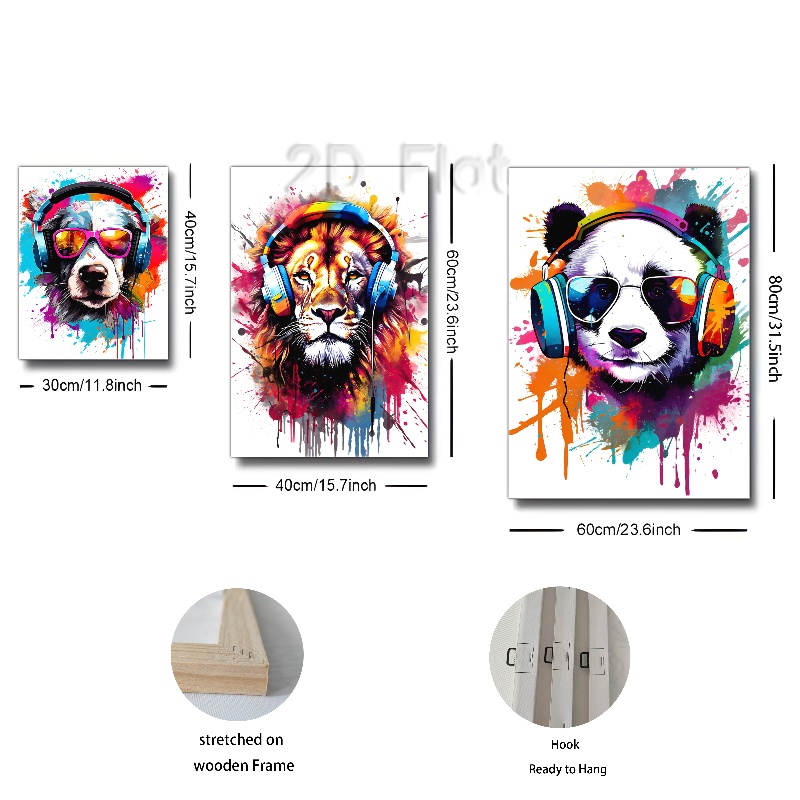 2D Flat
40cm/15.7inch
30cm/11.8inch
60cm/23.6inch
40cm/15.7inch
80cm/31.5inch
60cm/23.6inch
stretched on
wooden Frame
Hook
Ready to Hang